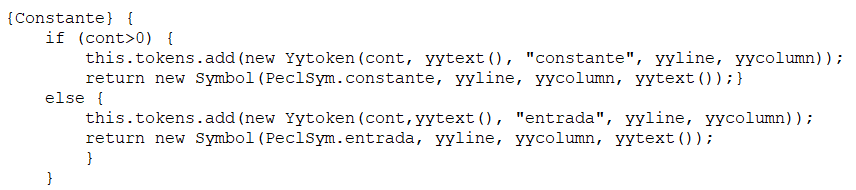 {Constante} {
    if (cont>0) {
        this.tokens.add(new Yytoken(cont, yytext(), "constante", yyline, yycolumn));
        return new Symbol(PeclSym.constante, yyline, yycolumn, yytext());}
    else {
        this.tokens.add(new Yytoken(cont,yytext(), "entrada", yyline, yycolumn));
        return new Symbol(PeclSym.entrada, yyline, yycolumn, yytext());
        }
    }